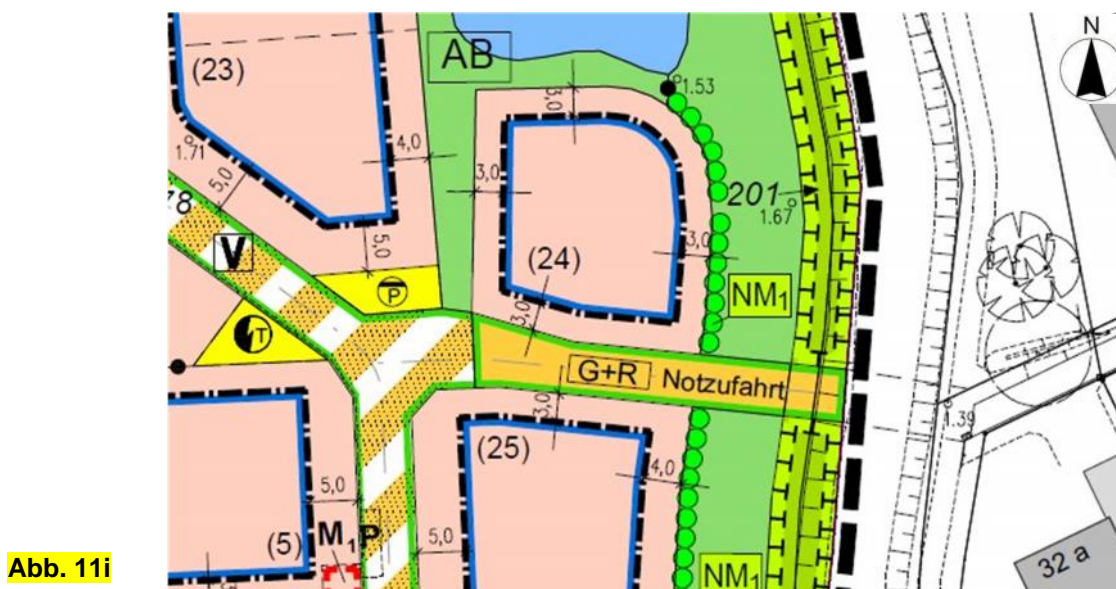 N
AB
(23)
3,0
1.53
4,0
1.71
5,0
3,0
201
1.67
78
V
5,0
3,0
(24)
P
NM1
3,0
T
G+R Notzufahrt
3,0
1.39
(25)
4,0
5,0
M1 P
(5)
5,0
Abb. 11i
NM1
32 a